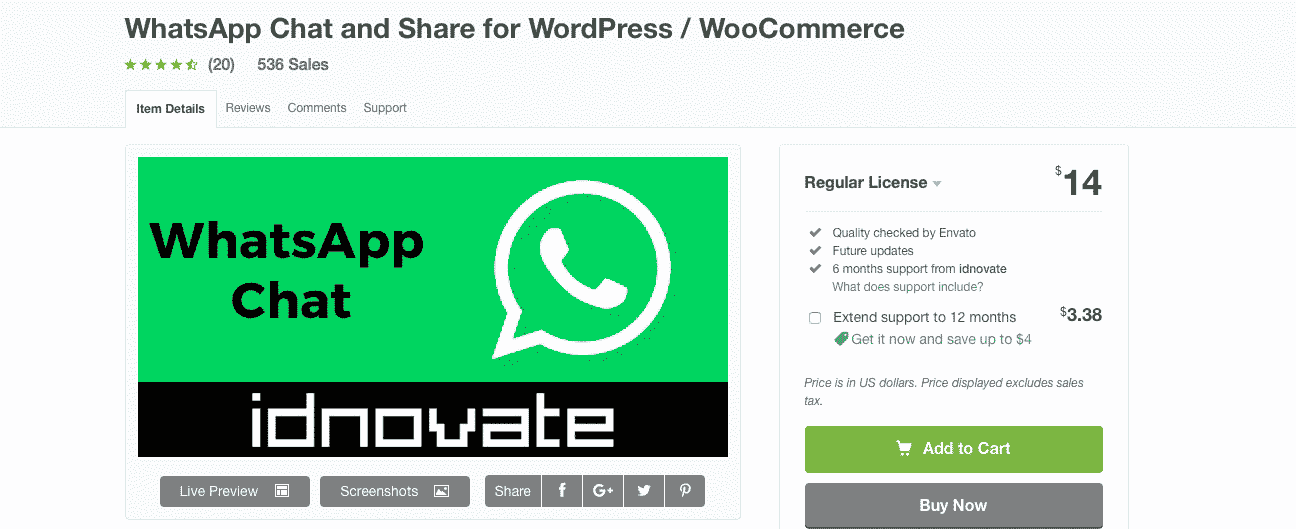 WhatsApp Chat and Share for WordPress / WooCommerce
(20) 536 Sales
Item Details Reviews Comments Support
WhatsApp
Chat
idnovate
Live Preview Screenshots Share f G+
Regular License $14
Quality checked by Envato
Future updates
6 months support from idnovate
What does support include?
Extend support to 12 months $3.38
Get it now and save up to $4
Price is in US dollars. Price displayed excludes sales
tax.
Add to Cart
Buy Now